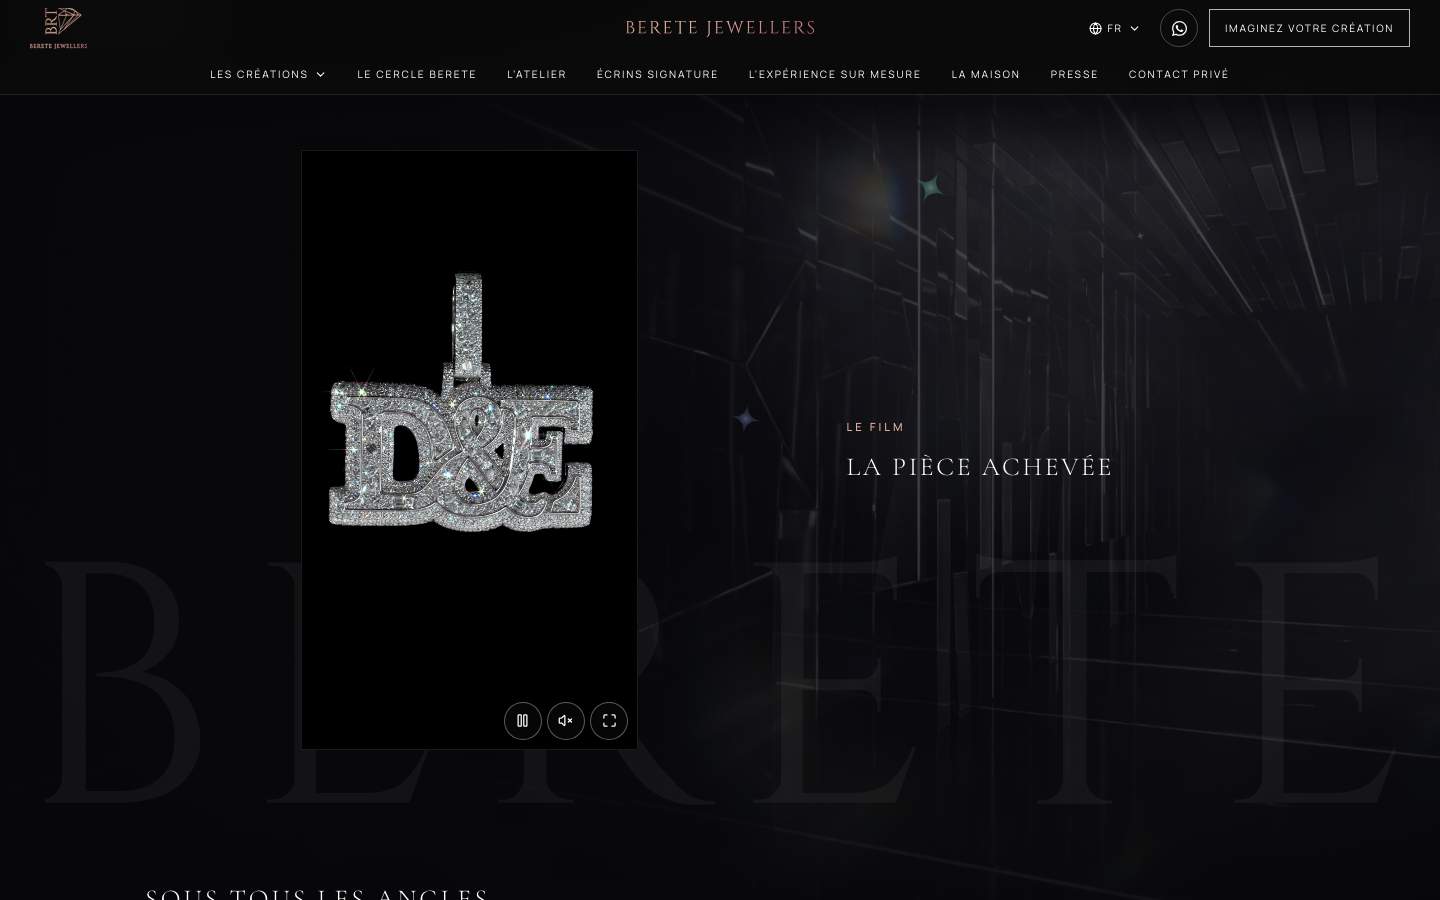 BRT
BERETE JEWELLERS
BERETE JEWELLERS
FR
IMAGINEZ VOTRE CRÉATION
LES CRÉATIONS
LE CERCLE BERETE
L'ATELIER
ÉCRINS SIGNATURE
L'EXPÉRIENCE SUR MESURE
LA MAISON
PRESSE
CONTACT PRIVÉ
D&E
LE FILM
LA PIÈCE ACHEVÉE
BERETE
SOUS TOUS LES ANGLES